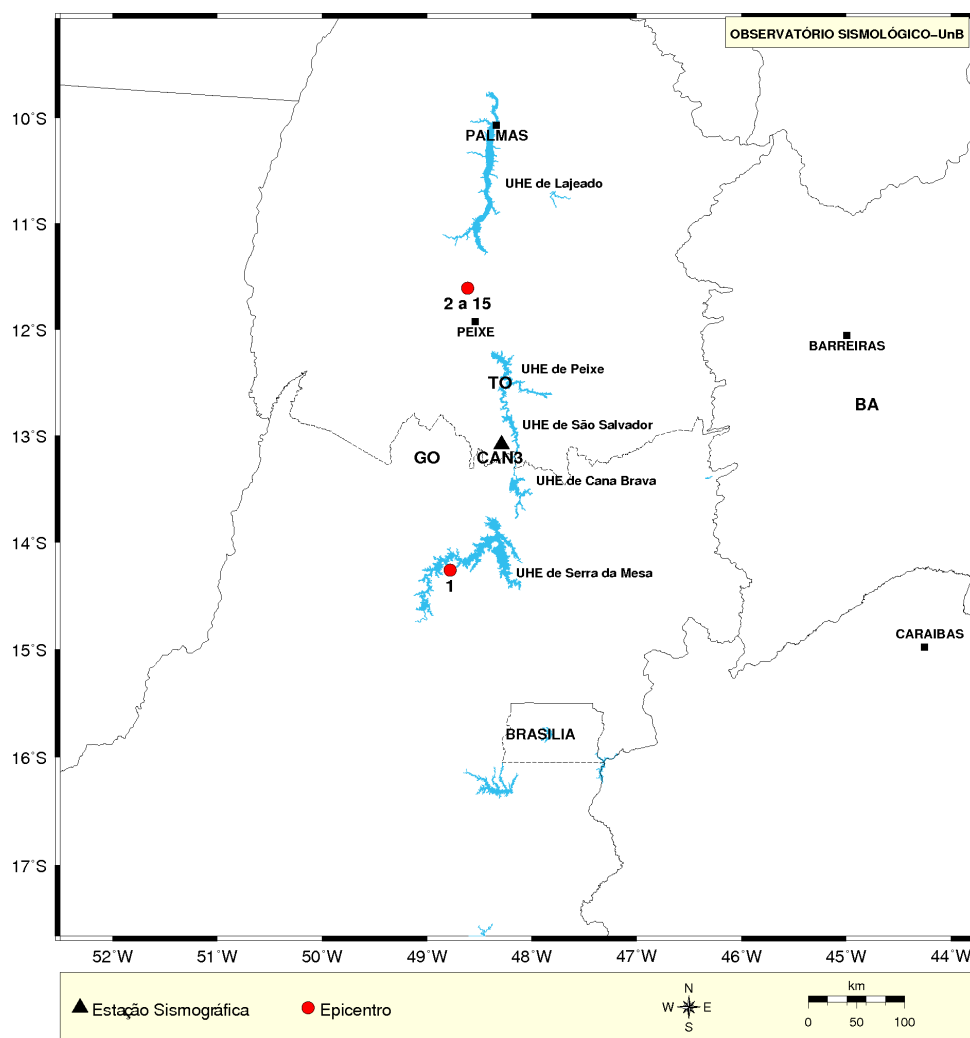 OBSERVATÓRIO SISMOLÓGICO–UnB
10˚S
PALMAS
UHE de Lajeado
11˚S
2 a 15
12˚S
PEIXE
BARREIRAS
UHE de Peixe
TO
BA
UHE de São Salvador
13˚S
GO
CAN3
UHE de Cana Brava
14˚S
UHE de Serra da Mesa
1
CARAIBAS
15˚S
BRASILIA
16˚S
17˚S
52˚W
51˚W
50˚W
49˚W
48˚W
47˚W
46˚W
45˚W
44˚W
Estação Sismográfica
Epicentro
N
W E
S
km
0 50 100